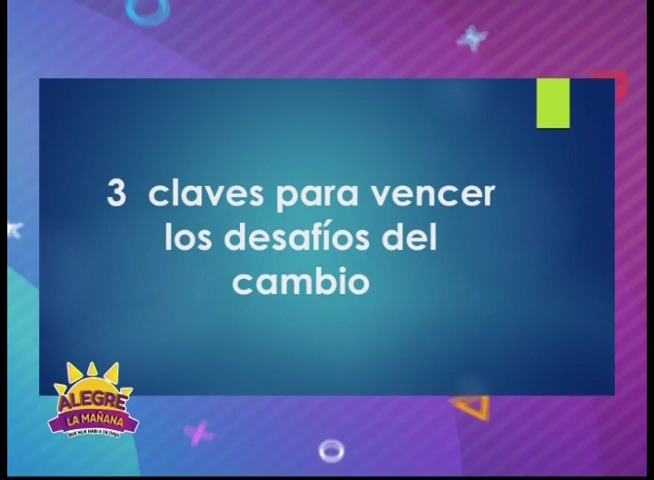 3 claves para vencer
los desafíos del
cambio
ALEGRE
LA MAÑANA